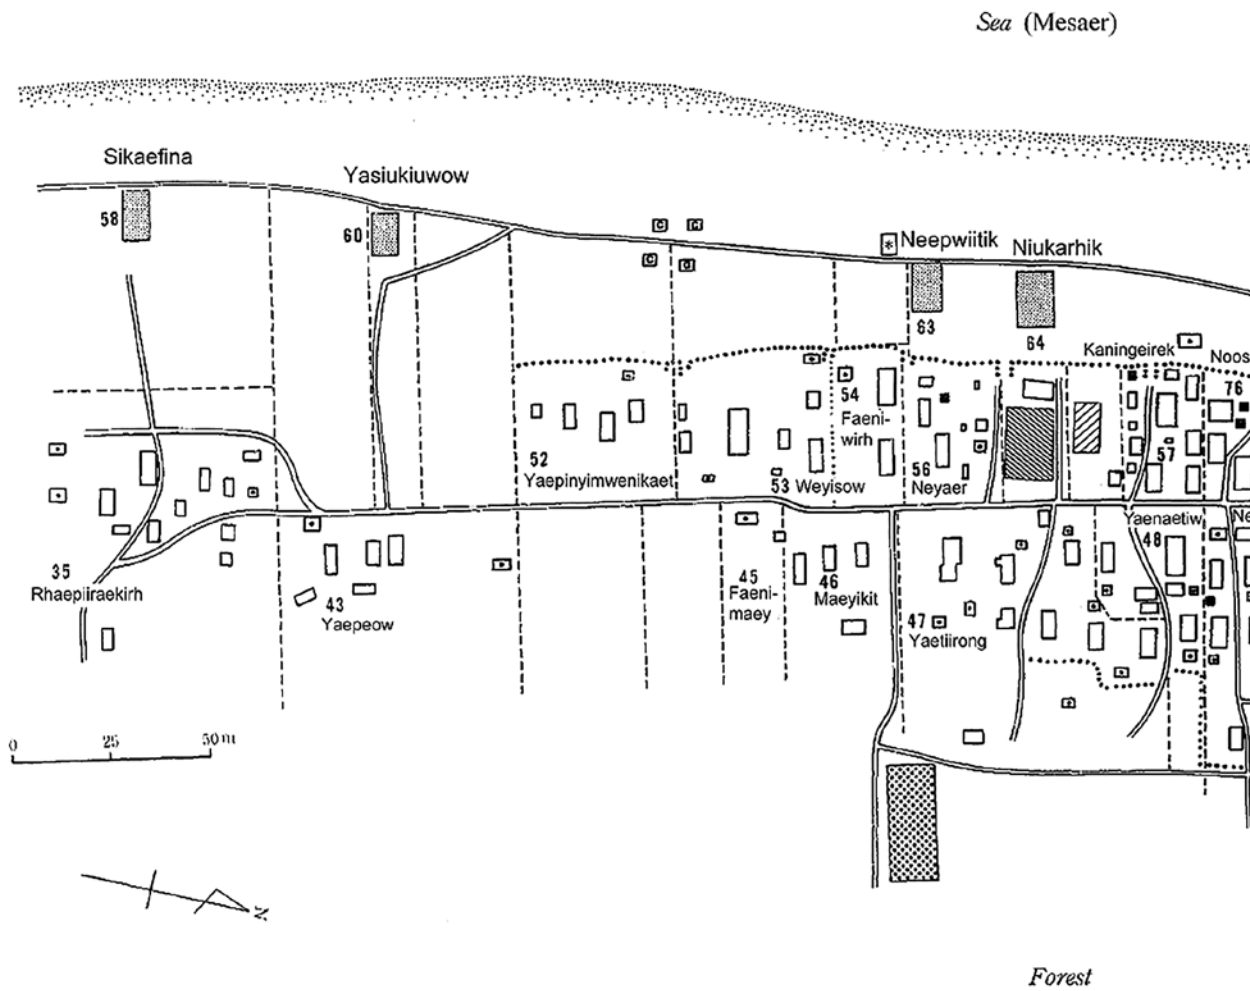 Sea (Mesaer)
Sikaefina
Yasiukiuwow
58
60
C
C
C
Neepwiitik
Niukarhik
63
64
Kaningeirek
Noos
76
54
Faeni-
wirh
52
Yaepinyimwenikaet
53
Weyisow
56
Neyaer
57
Yaenaetiw
48
Ne
35
Rhaepiiraekirh
43
Yaepeow
45
Faeni-
maey
46
Maeyikit
47
Yaetiirong
0
25
50 m
N
Forest